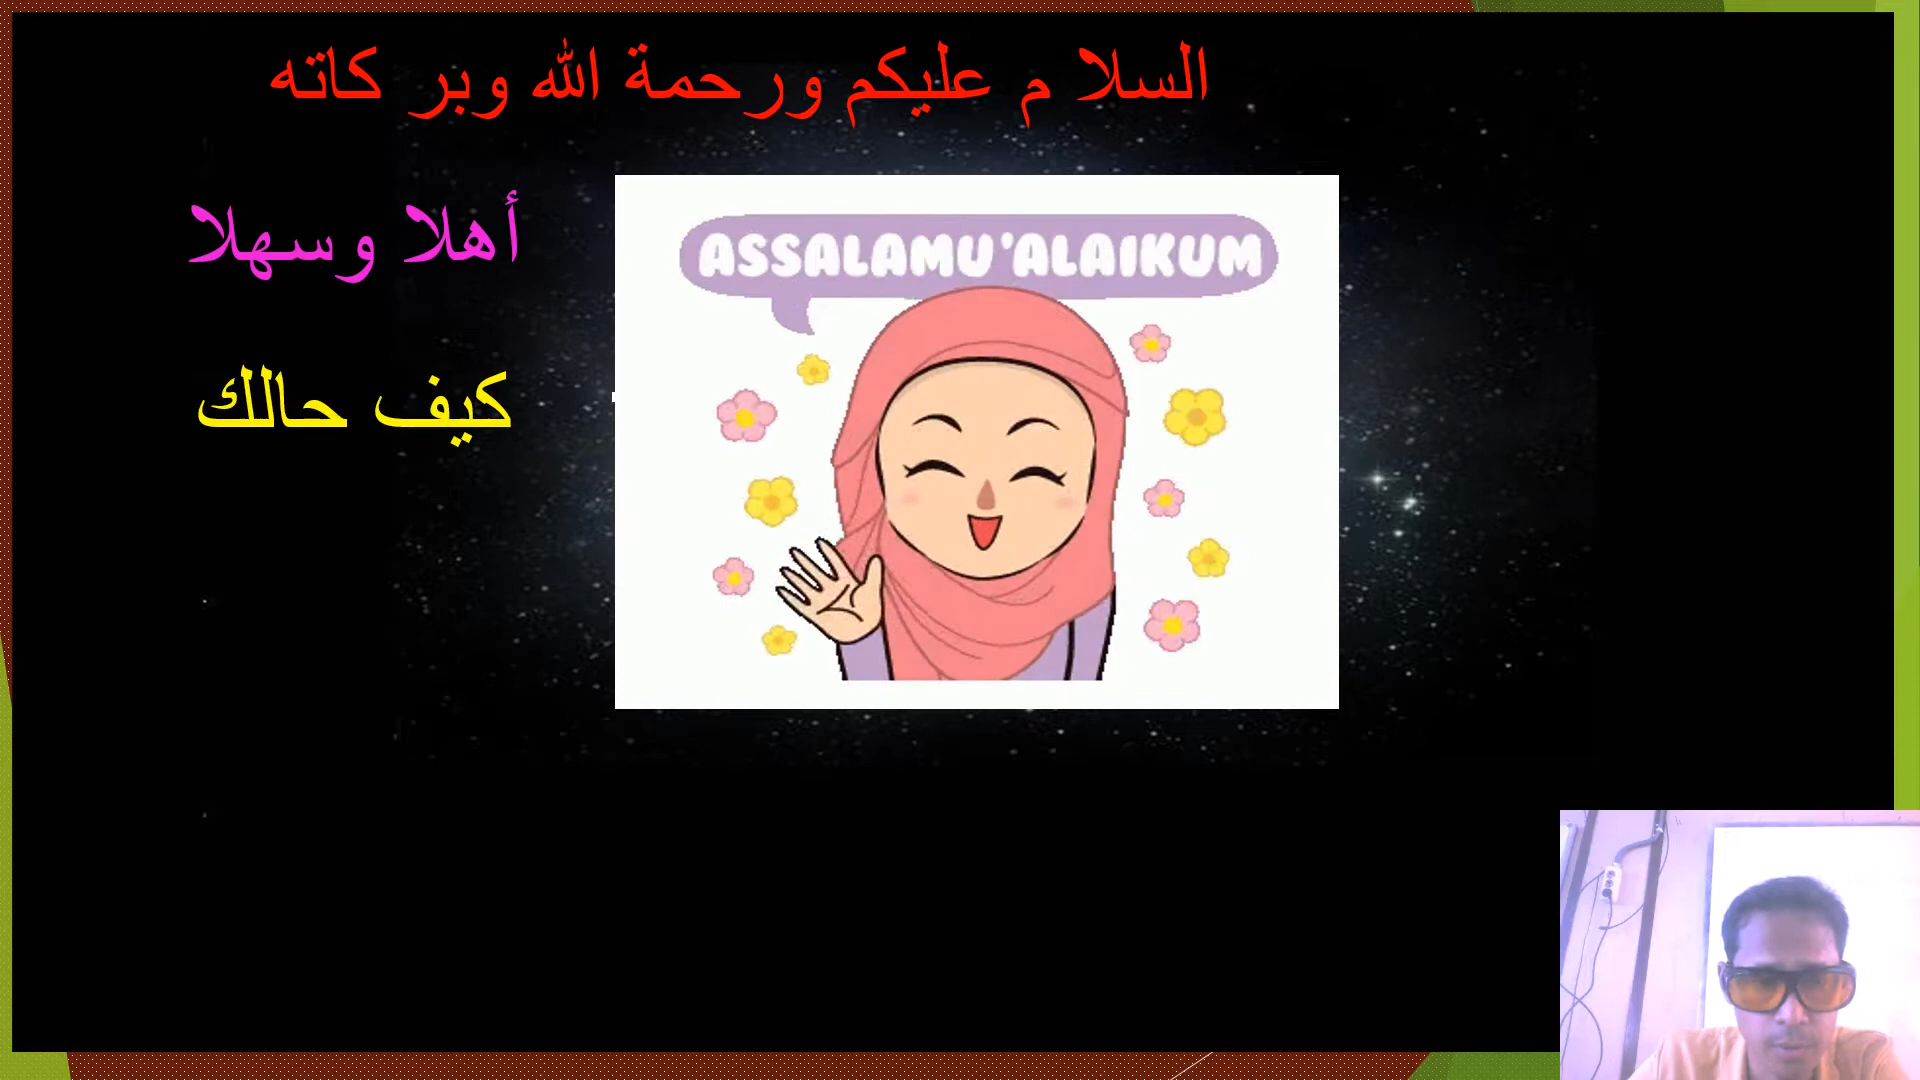 السلا م عليكم ورحمة الله وبر كاته
أهلا وسهلا
ASSALAMU'ALAIKUM
كيف حالك